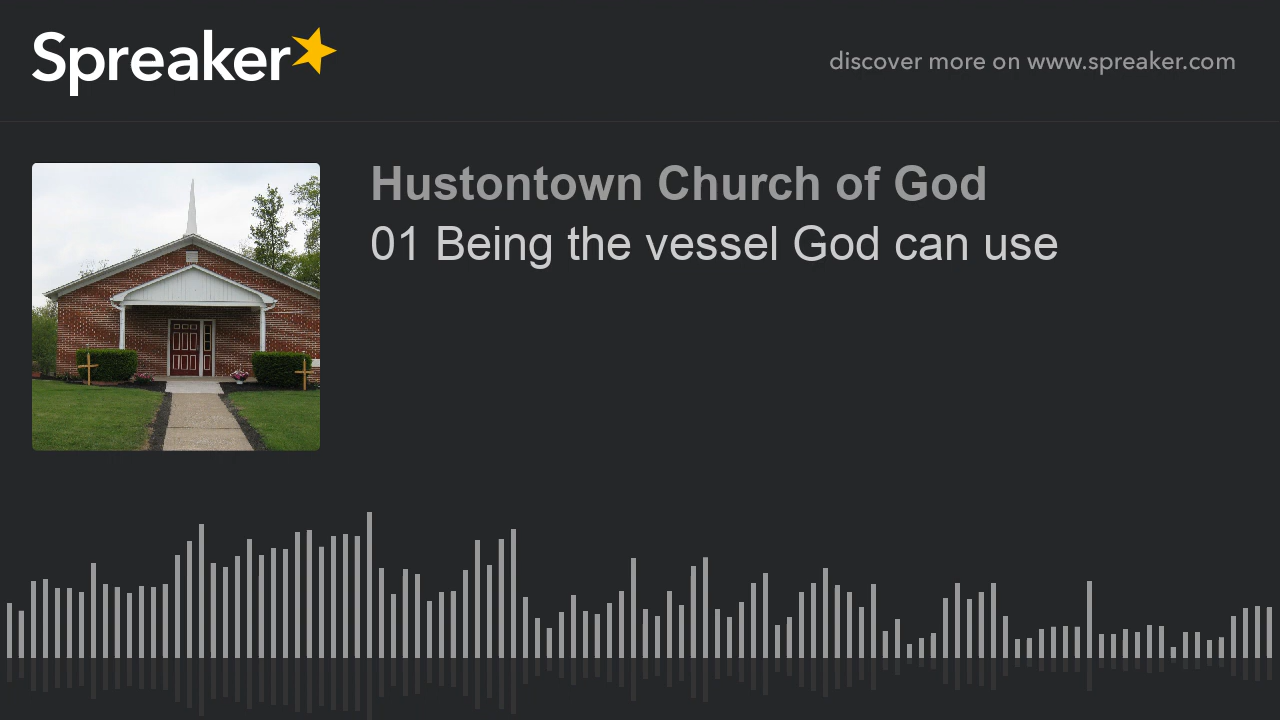 Spreaker
discover more on www.spreaker.com
Hustontown Church of God
01 Being the vessel God can use